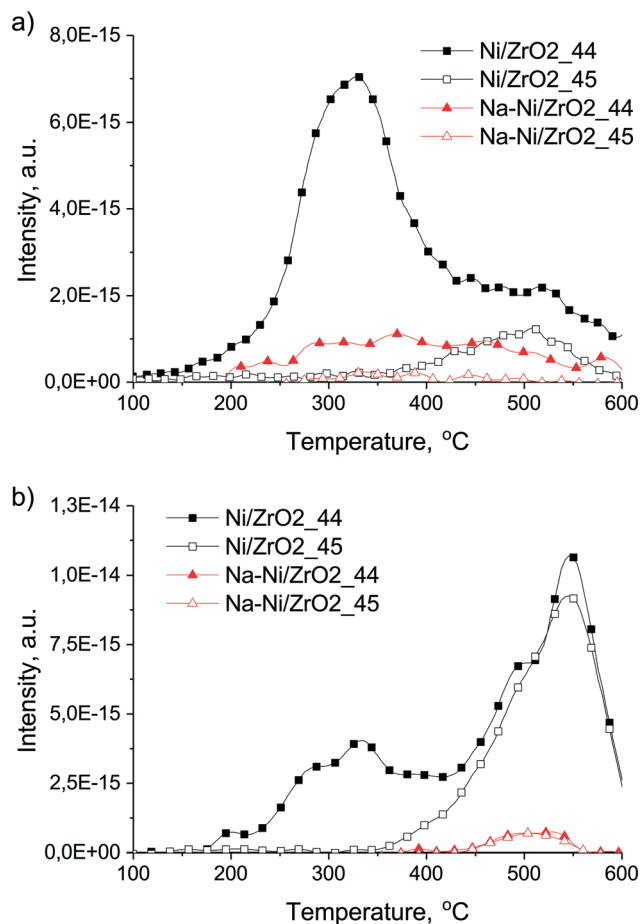 a)
8,0E-15
6,0E-15
4,0E-15
2,0E-15
0,0E+00
Intensity, a.u.
Ni/ZrO2_44
Ni/ZrO2_45
Na-Ni/ZrO2_44
Na-Ni/ZrO2_45
100 200 300 400 500 600
Temperature, °C
b)
1,3E-14
1,0E-14
7,5E-15
5,0E-15
2,5E-15
0,0E+00
Intensity, a.u.
Ni/ZrO2_44
Ni/ZrO2_45
Na-Ni/ZrO2_44
Na-Ni/ZrO2_45
100 200 300 400 500 600
Temperature, °C